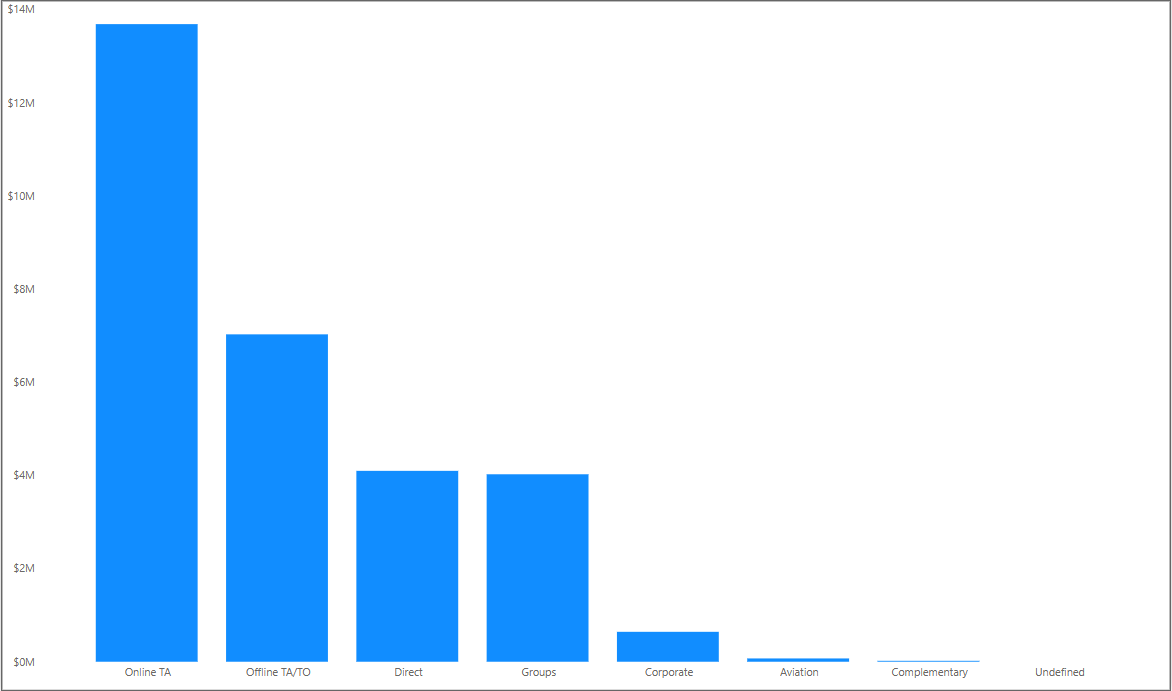 $14M
$12M
$10M
$8M
$6M
$4M
$2M
$0M
Online TA Offline TA/TO Direct Groups Corporate Aviation Complementary Undefined